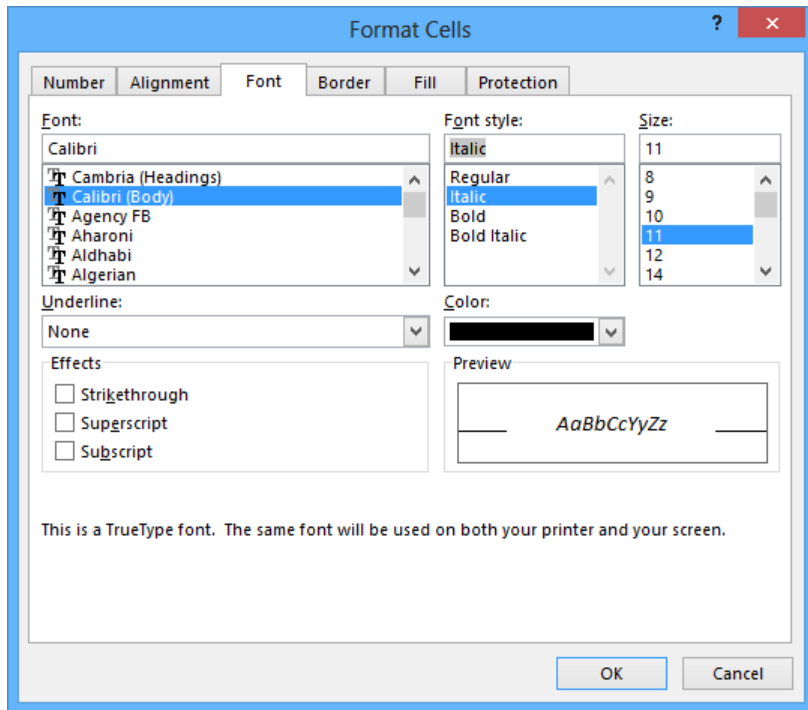 Format Cells
?
Number Alignment Font Border Fill Protection
Font: Font style: Size:
Calibri Italic 11
Cambria (Headings) Regular 8
Calibri (Body) Italic 9
Agency FB Bold 10
Aharoni Bold Italic 11
Aldhabi 12
Algerian 14
Underline: Color:
None
Effects Preview
Strikethrough
Superscript AaBbCcYyZz
Subscript
This is a TrueType font.  The same font will be used on both your printer and your screen.
OK Cancel